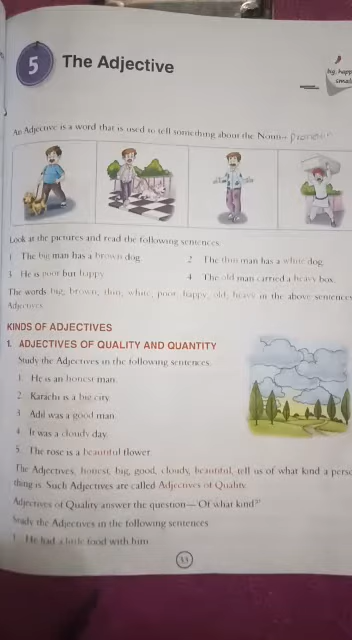 5 The Adjective
big, happ
smal
An Adjective is a word that is used to tell something about the Noun-- Pronoun
Look at the pictures and read the following sentences
1 The big man has a brown dog
2 The thin man has a white dog
3 He is poor but happy
4 The old man carried a heavy box.
The words big, brown, thin, white, poor, happy, old, heavy in the above sentences
Adjectives
KINDS OF ADJECTIVES
1. ADJECTIVES OF QUALITY AND QUANTITY
Study the Adjectives in the following sentences.
1 He is an honest man
2 Karachi is a big city
3 Adil was a good man
4 It was a cloudy day
5 The rose is a beautiful flower
The Adjectives, honest, big, good, cloudy, beautiful, tell us of what kind a pers
thing is Such Adjectives are called Adjectives of Quality.
Adjectives of Quality answer the question—'Of what kind?'
Study the Adjectives in the following sentences
1 He had a little food with him
33